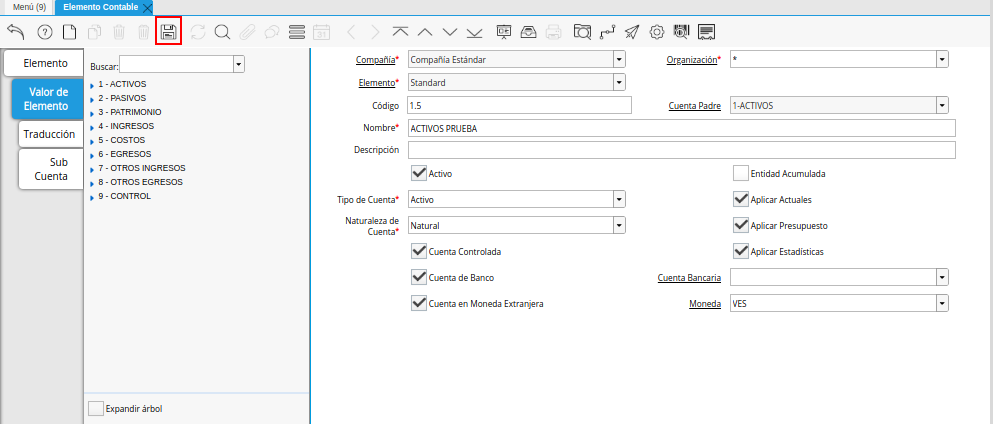 Menú (9) Elemento Contable
Elemento
Valor de
Elemento
Traducción
Sub
Cuenta
Buscar:
1 - ACTIVOS
2 - PASIVOS
3 - PATRIMONIO
4 - INGRESOS
5 - COSTOS
6 - EGRESOS
7 - OTROS INGRESOS
8 - OTROS EGRESOS
9 - CONTROL
Expandir árbol
Compañía* Compañía Estándar Organización* *
Elemento* Standard
Código 1.5 Cuenta Padre 1-ACTIVOS
Nombre* ACTIVOS PRUEBA
Descripción
Activo Entidad Acumulada
Tipo de Cuenta* Activo Aplicar Actuales
Naturaleza de
Cuenta* Natural Aplicar Presupuesto
Cuenta Controlada Aplicar Estadísticas
Cuenta de Banco Cuenta Bancaria
Cuenta en Moneda Extranjera Moneda VES